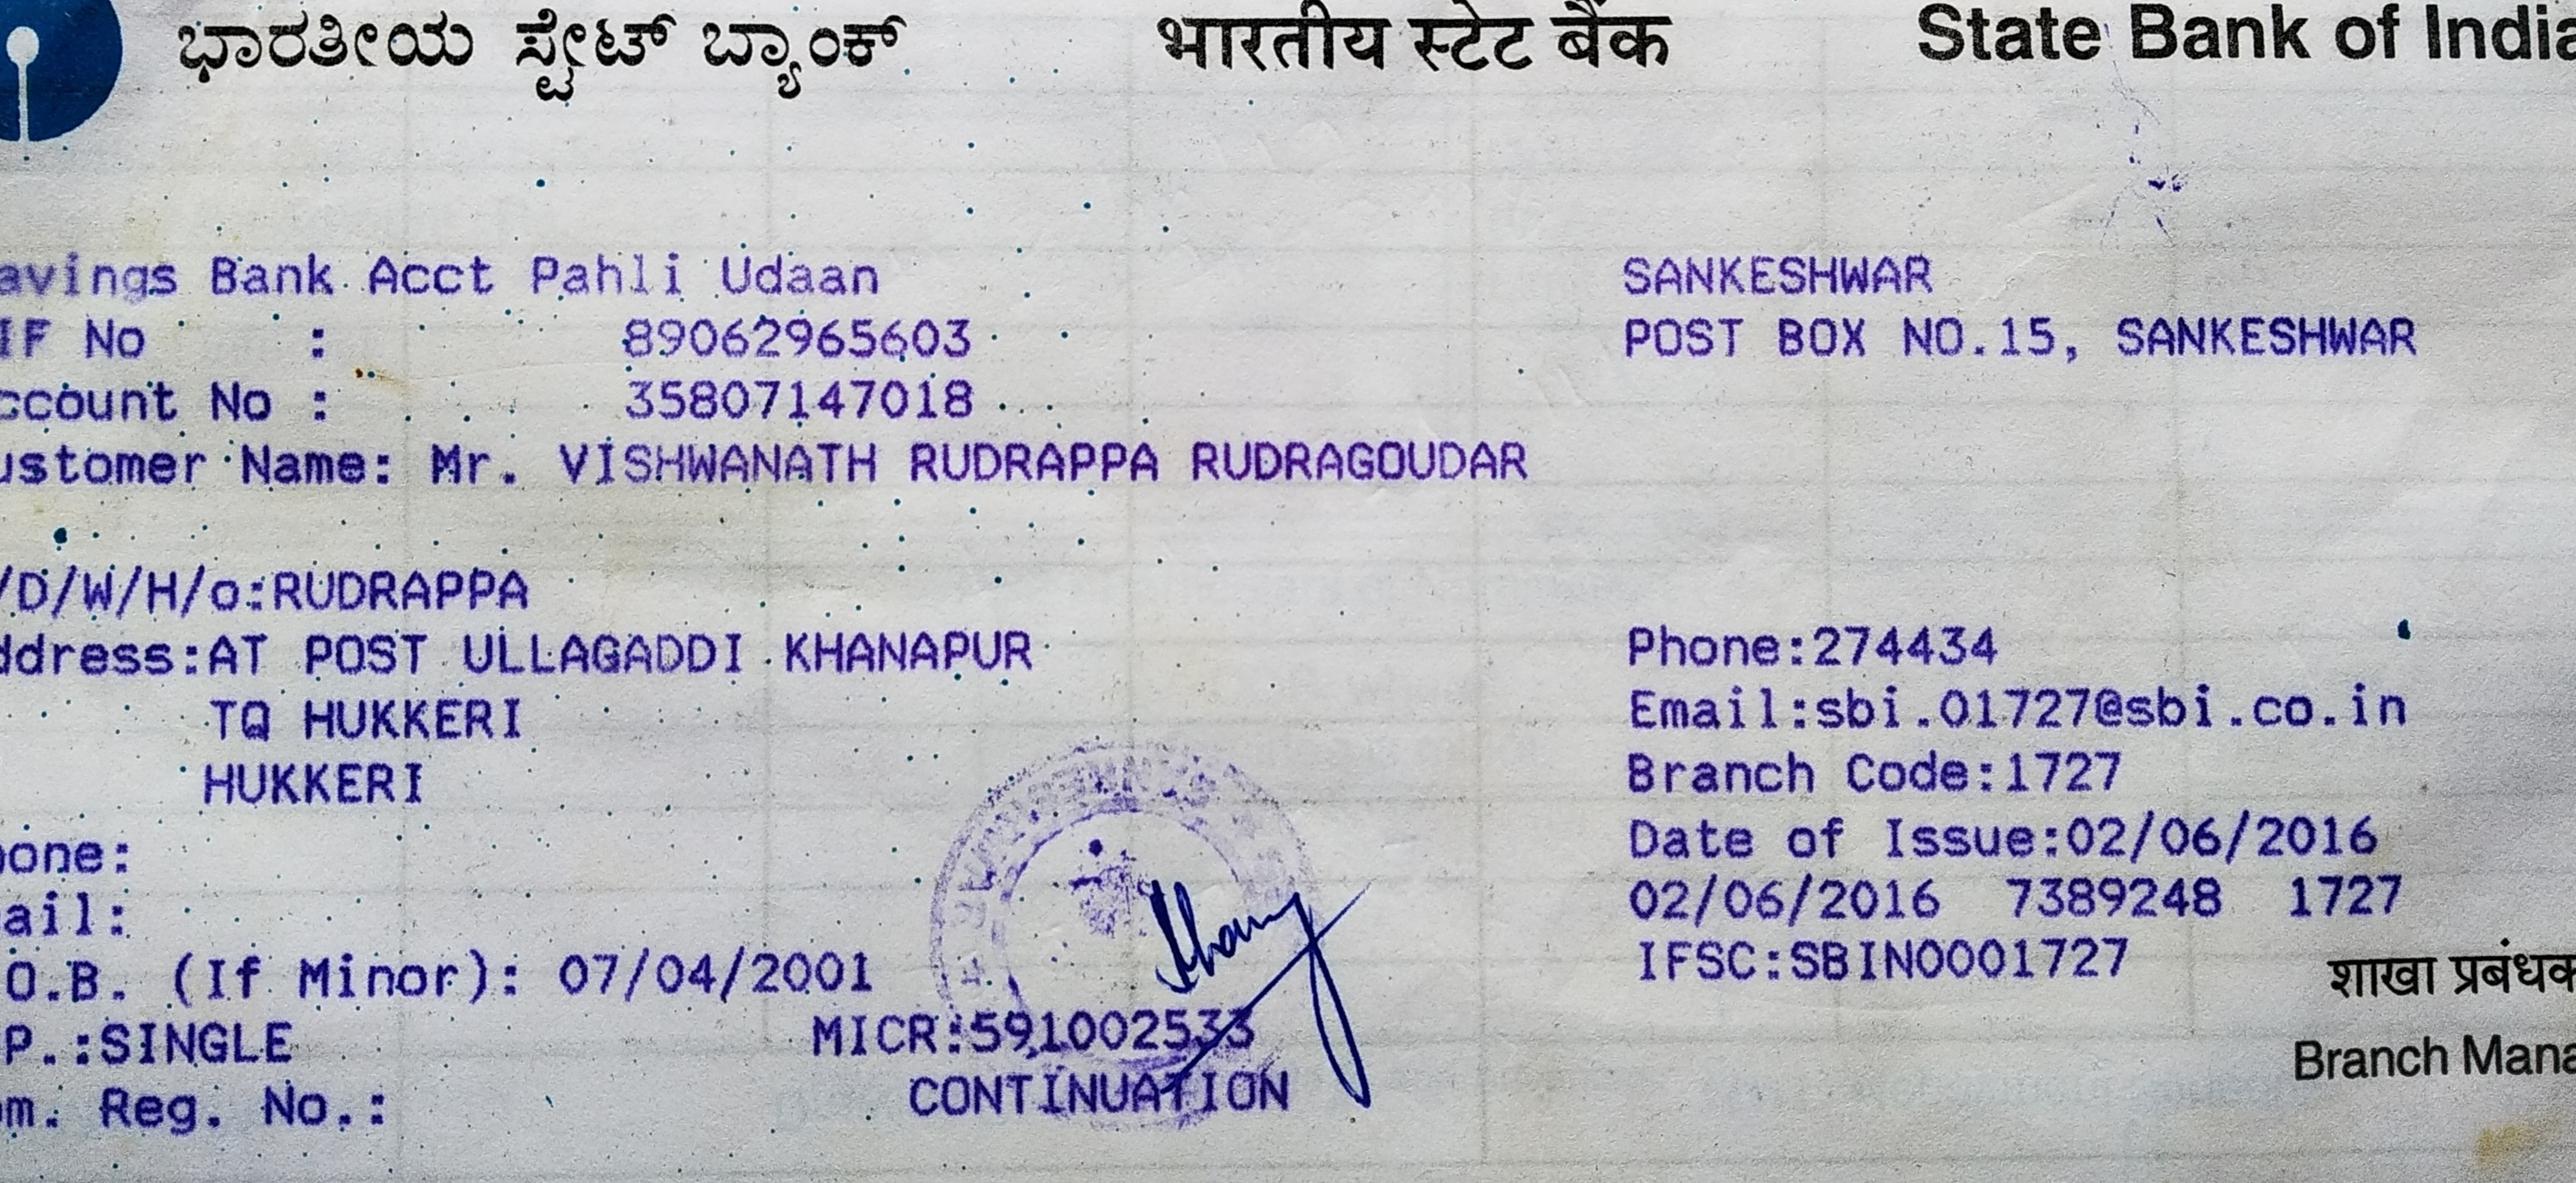 ಭಾರತೀಯ ಸ್ಟೇಟ್ ಬ್ಯಾಂಕ್ भारतीय स्टेट बैंक State Bank of India
avings Bank Acct Pahli Udaan SANKESHWAR
IF No : 89062965603 POST BOX NO.15, SANKESHWAR
ccount No : 35807147018
ustomer Name: Mr. VISHWANATH RUDRAPPA RUDRAGOUDAR
/D/W/H/o:RUDRAPPA
ddress:AT POST ULLAGADDI KHANAPUR Phone:274434
TQ HUKKERI Email:sbi.01727@sbi.co.in
HUKKERI Branch Code:1727
one: Date of Issue:02/06/2016
ail: 02/06/2016 7389248 1727
.O.B. (If Minor): 07/04/2001 IFSC:SBIN0001727
शाखा प्रबंधक
P.:SINGLE MICR:591002533
Branch Mana
m. Reg. No.: CONTINUATION